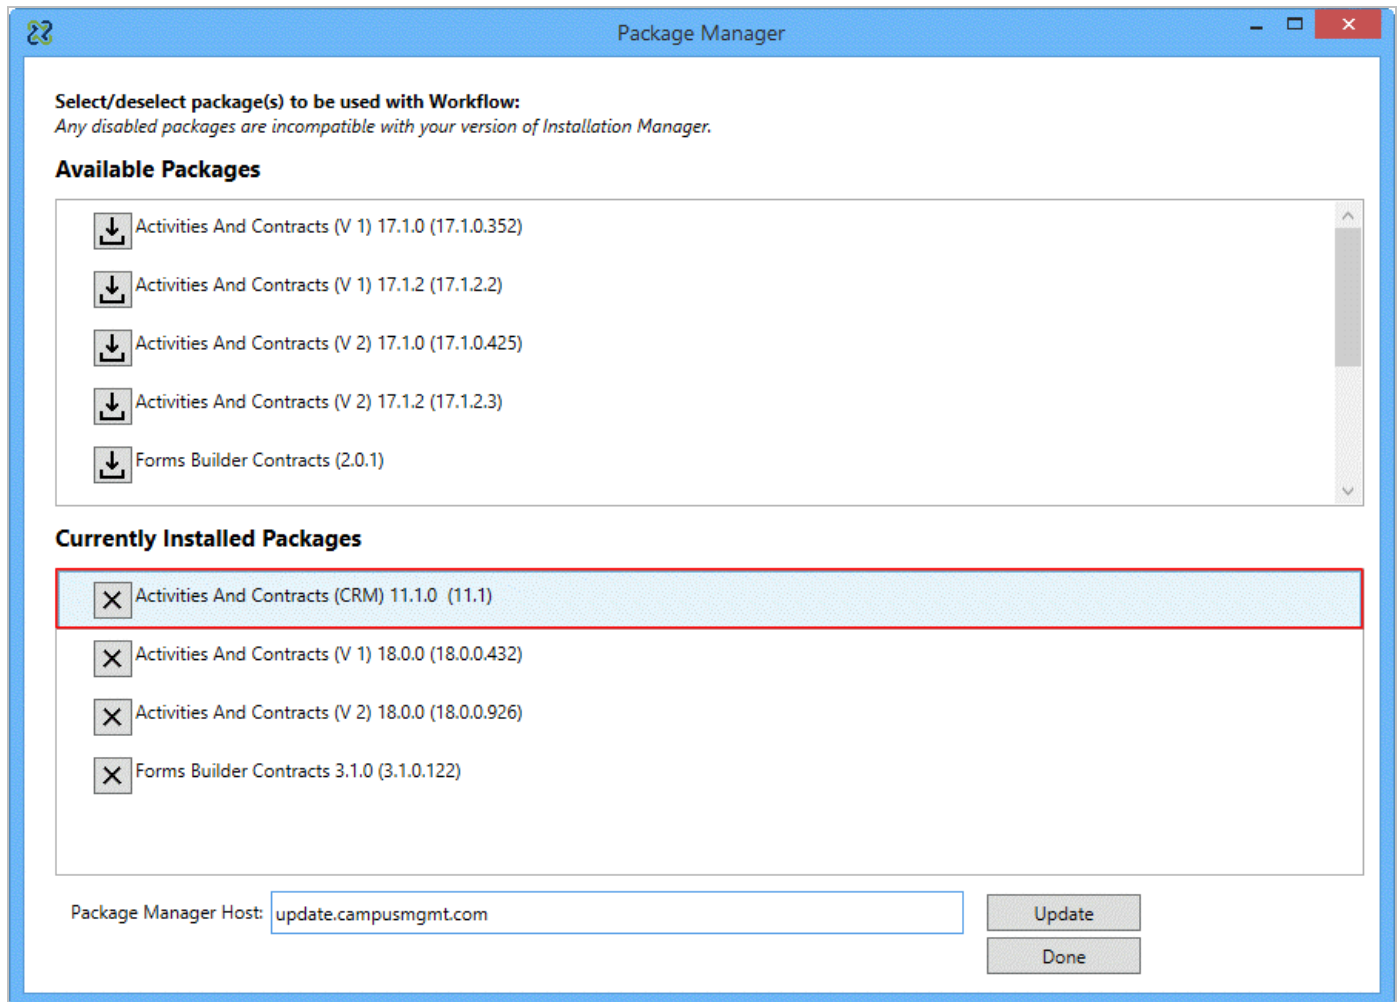 Package Manager
Select/deselect package(s) to be used with Workflow:
Any disabled packages are incompatible with your version of Installation Manager.
Available Packages
Activities And Contracts (V 1) 17.1.0 (17.1.0.352)
Activities And Contracts (V 1) 17.1.2 (17.1.2.2)
Activities And Contracts (V 2) 17.1.0 (17.1.0.425)
Activities And Contracts (V 2) 17.1.2 (17.1.2.3)
Forms Builder Contracts (2.0.1)
Currently Installed Packages
Activities And Contracts (CRM) 11.1.0  (11.1)
Activities And Contracts (V 1) 18.0.0 (18.0.0.432)
Activities And Contracts (V 2) 18.0.0 (18.0.0.926)
Forms Builder Contracts 3.1.0 (3.1.0.122)
Package Manager Host: update.campusmgmt.com
Update
Done